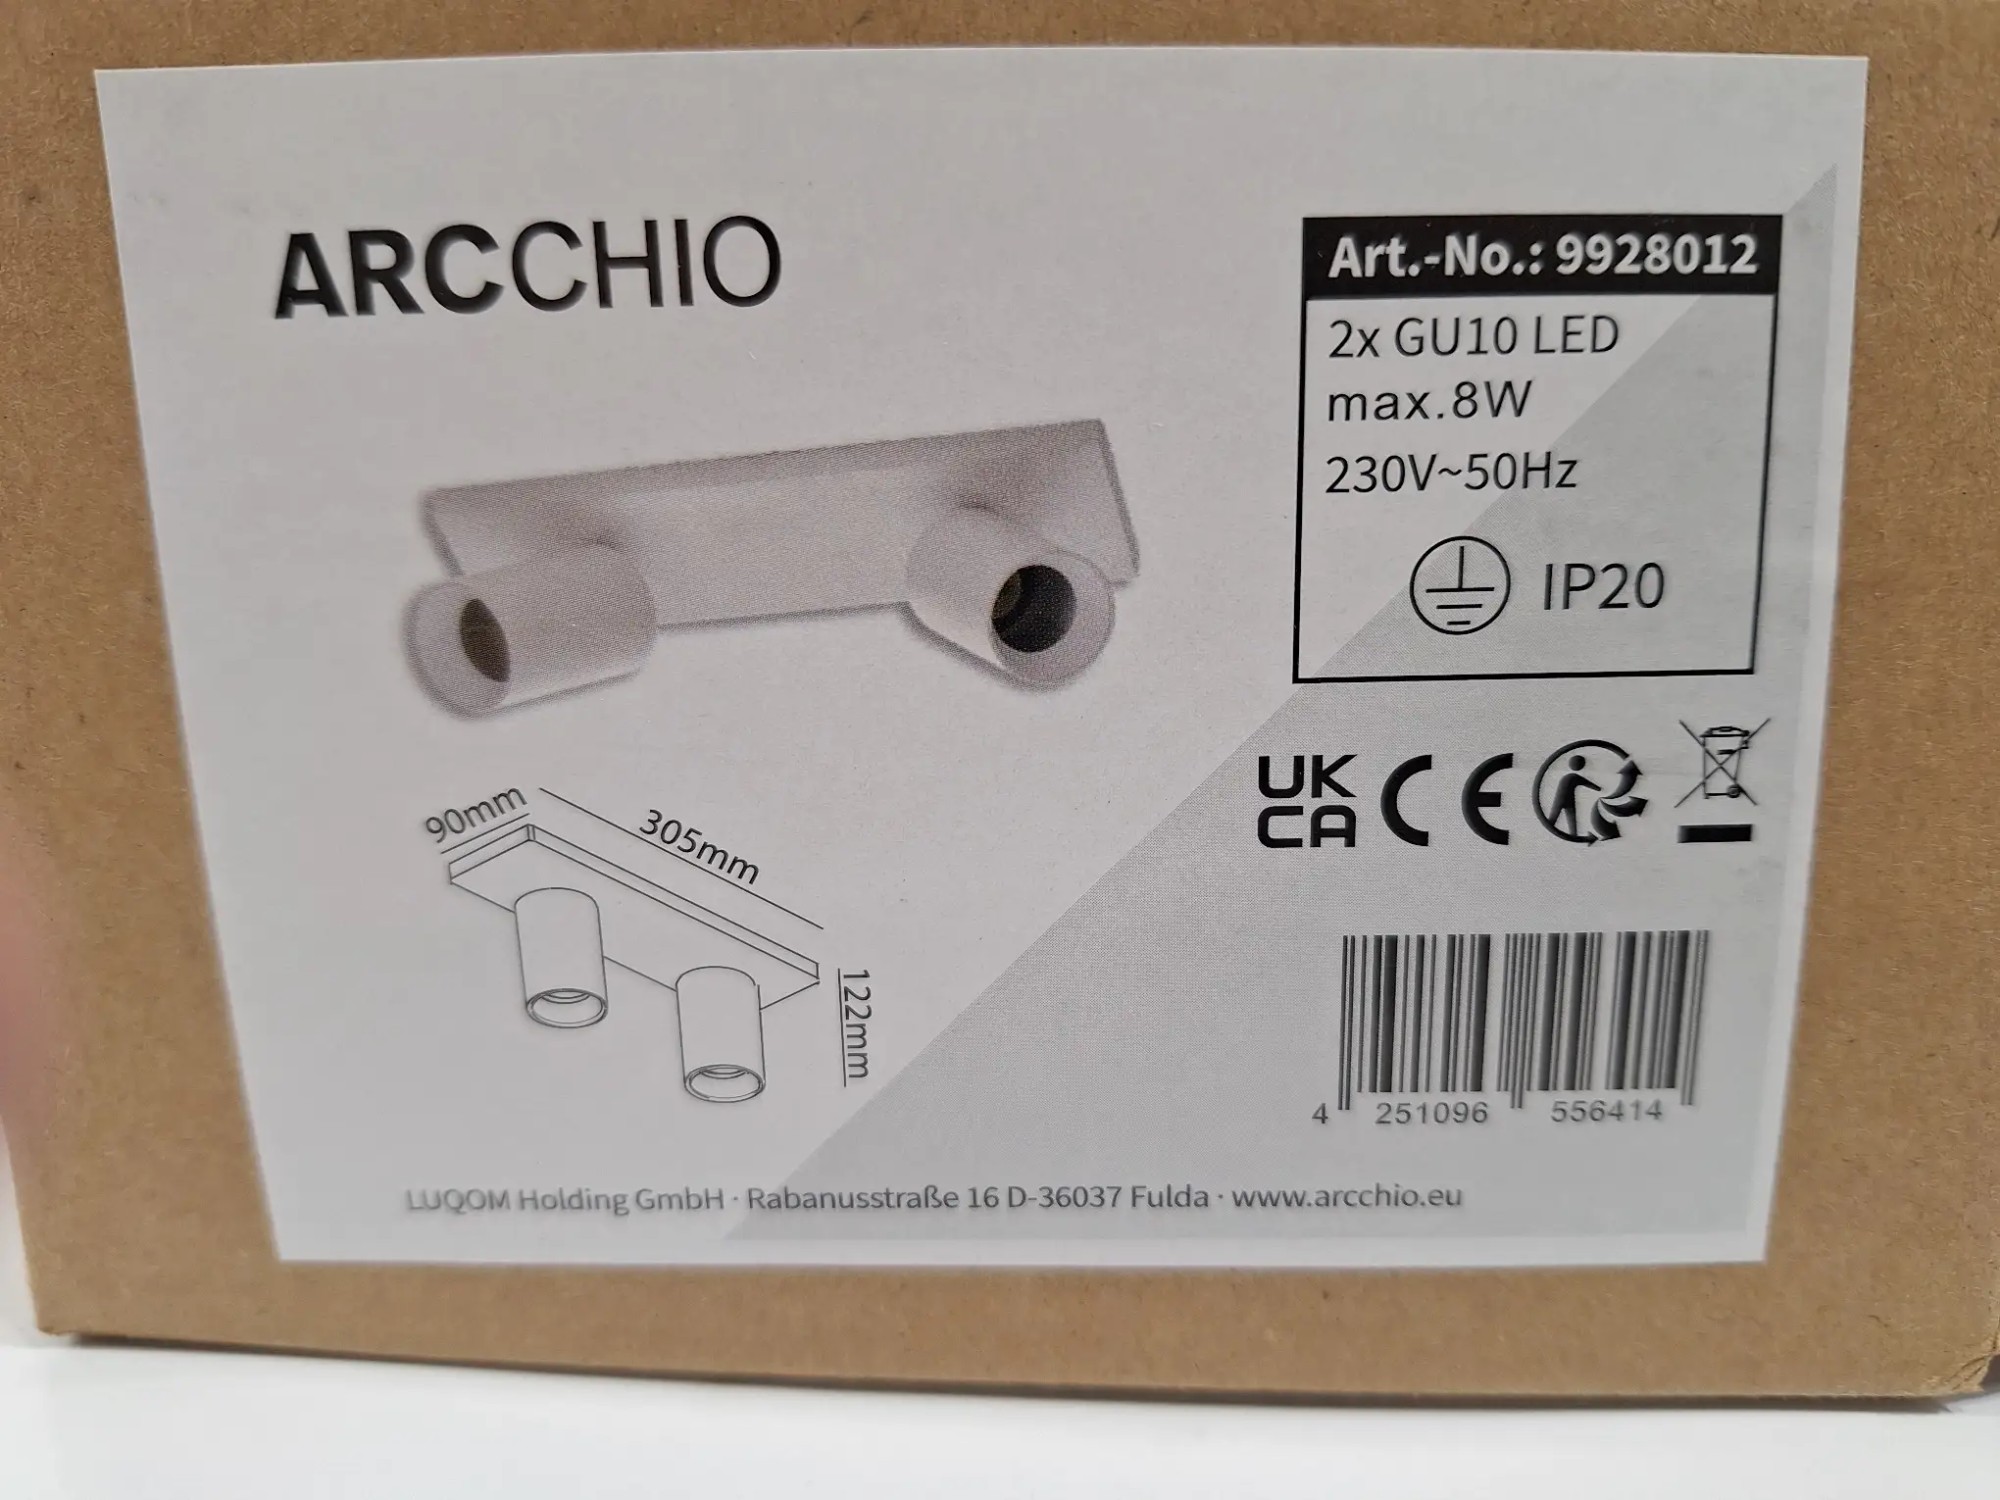 ARCCHIO
Art.-No.: 9928012
2x GU10 LED
max.8W
230V~50Hz
IP20
90mm
305mm
122mm
UK
CA
CE
4 251096 556414
LUQOM Holding GmbH · Rabanusstraße 16 D-36037 Fulda · www.arcchio.eu